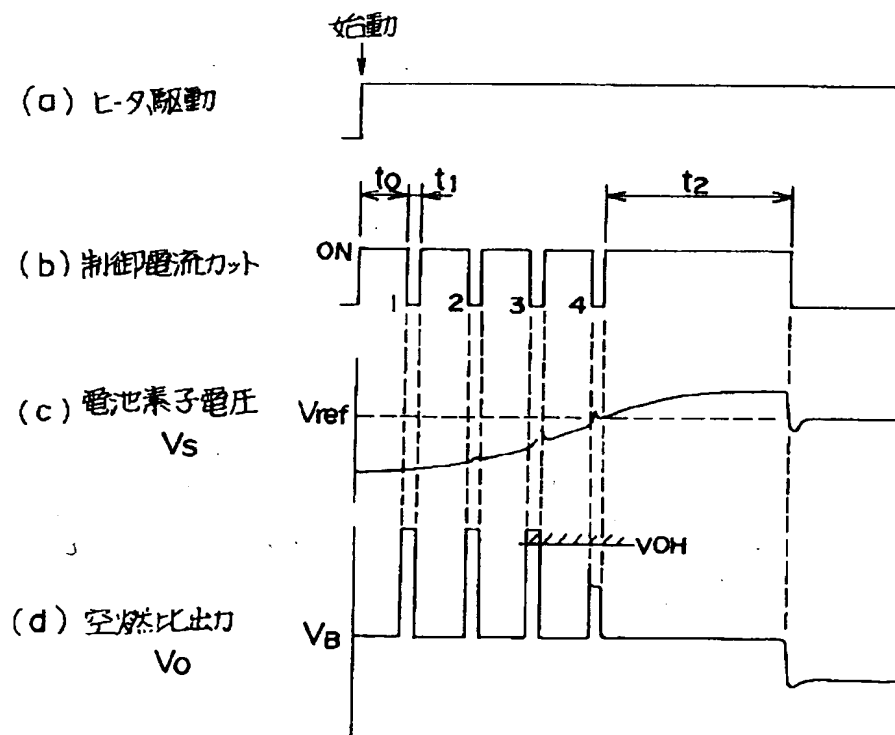 始動
(a) ヒータ駆動
t0 t1 t2
(b) 制御電流カット ON
1 2 3 4
(c) 電池素子電圧 Vref
Vs
VOH
(d) 空燃比出力 VB
Vo